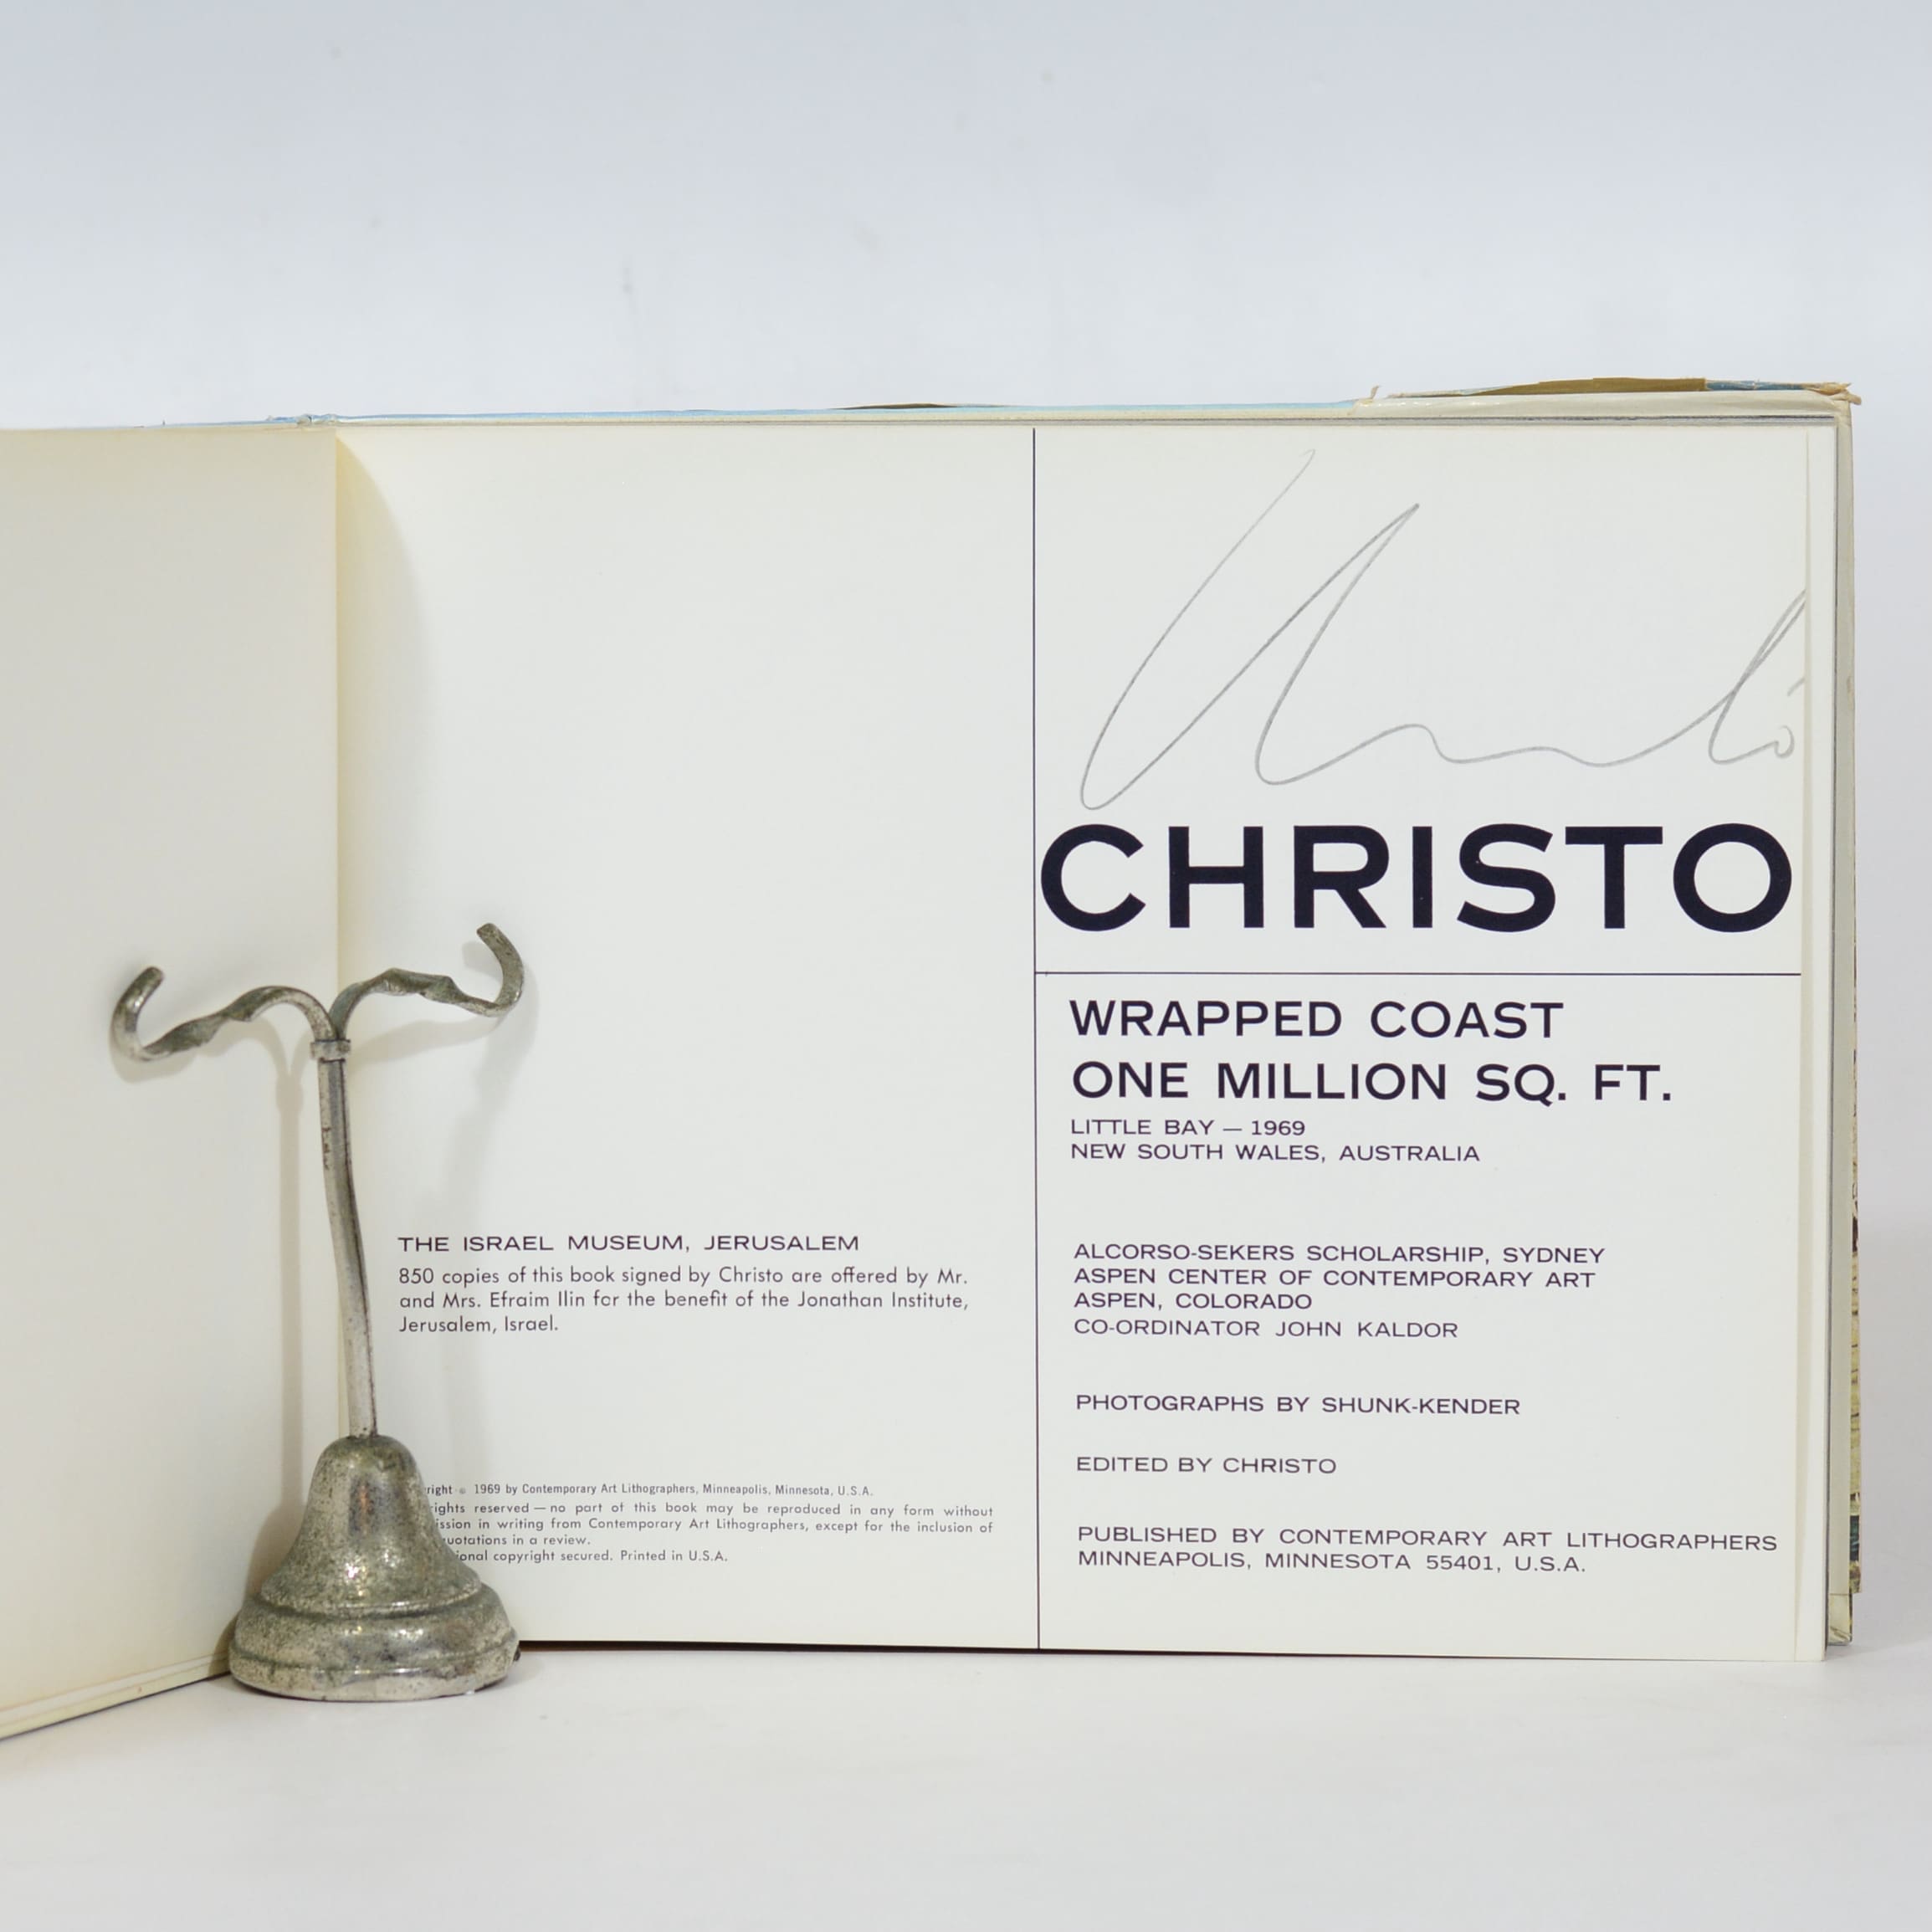 THE ISRAEL MUSEUM, JERUSALEM
850 copies of this book signed by Christo are offered by Mr.
and Mrs. Efraim Ilin for the benefit of the Jonathan Institute,
Jerusalem, Israel.
© 1969 by Contemporary Art Lithographers, Minneapolis, Minnesota, U.S.A.
reserved — no part of this book may be reproduced in any form without
in writing from Contemporary Art Lithographers, except for the inclusion of
in a review.
copyright secured. Printed in U.S.A.
Christo
CHRISTO
WRAPPED COAST
ONE MILLION SQ. FT.
LITTLE BAY — 1969
NEW SOUTH WALES, AUSTRALIA
ALCORSO-SEKERS SCHOLARSHIP, SYDNEY
ASPEN CENTER OF CONTEMPORARY ART
ASPEN, COLORADO
CO-ORDINATOR JOHN KALDOR
PHOTOGRAPHS BY SHUNK-KENDER
EDITED BY CHRISTO
PUBLISHED BY CONTEMPORARY ART LITHOGRAPHERS
MINNEAPOLIS, MINNESOTA 55401, U.S.A.